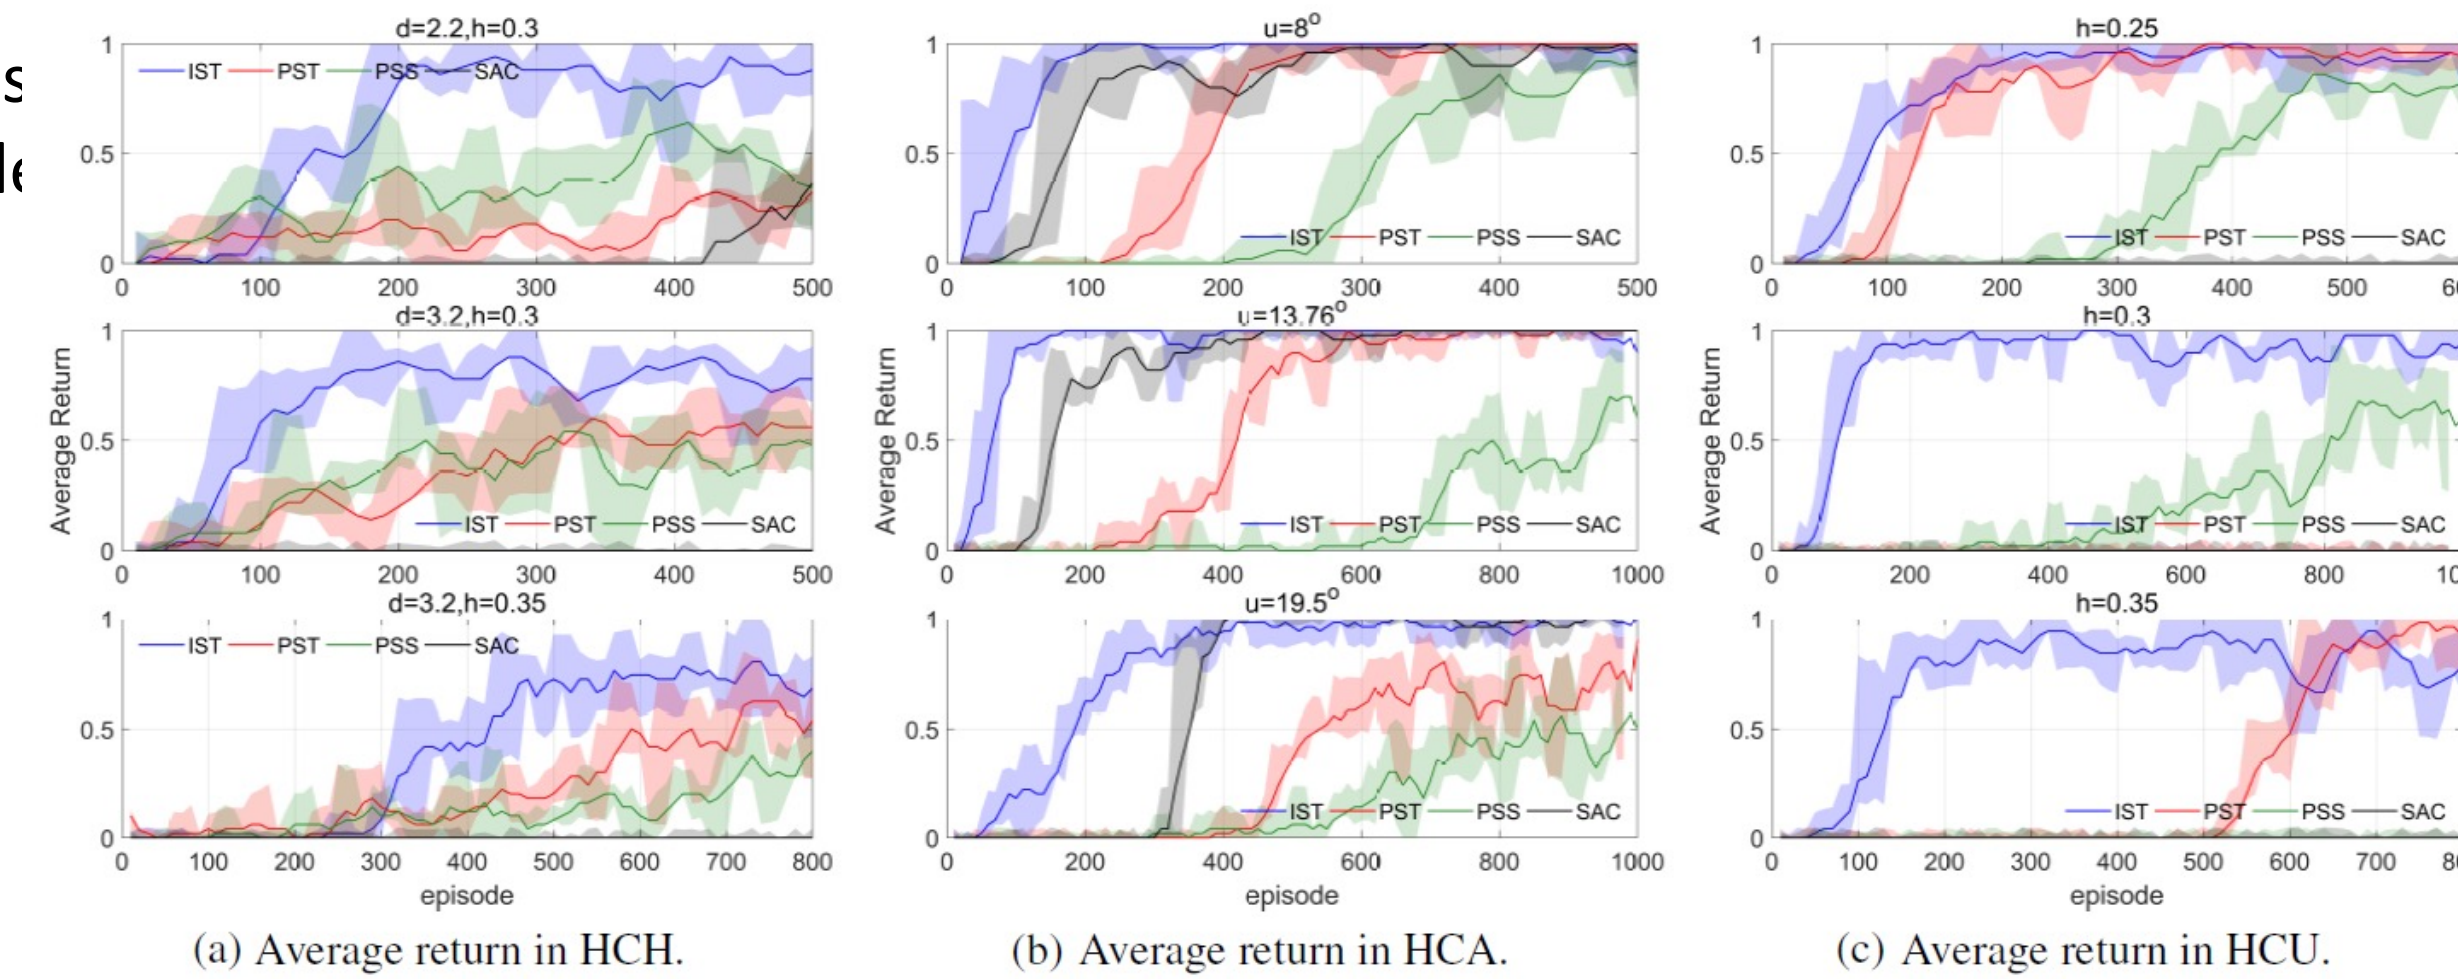 s
le
d=2.2,h=0.3
1
0.5
0
IST PST PSS SAC
0 100 200 300 400 500
d=3.2,h=0.3
1
0.5
0
Average Return
IST PST PSS SAC
0 100 200 300 400 500
d=3.2,h=0.35
1
0.5
0
IST PST PSS SAC
0 100 200 300 400 500 600 700 800
episode
(a) Average return in HCH.
u=8°
1
0.5
0
IST PST PSS SAC
0 100 200 300 400 500
u=13.76°
1
0.5
0
Average Return
IST PST PSS SAC
0 200 400 600 800 1000
u=19.5°
1
0.5
0
IST PST PSS SAC
0 200 400 600 800 1000
episode
(b) Average return in HCA.
h=0.25
1
0.5
0
IST PST PSS SAC
0 100 200 300 400 500
h=0.3
1
0.5
0
Average Return
IST PST PSS SAC
0 200 400 600 800
h=0.35
1
0.5
0
IST PST PSS SAC
0 100 200 300 400 500 600 700
episode
(c) Average return in HCU.